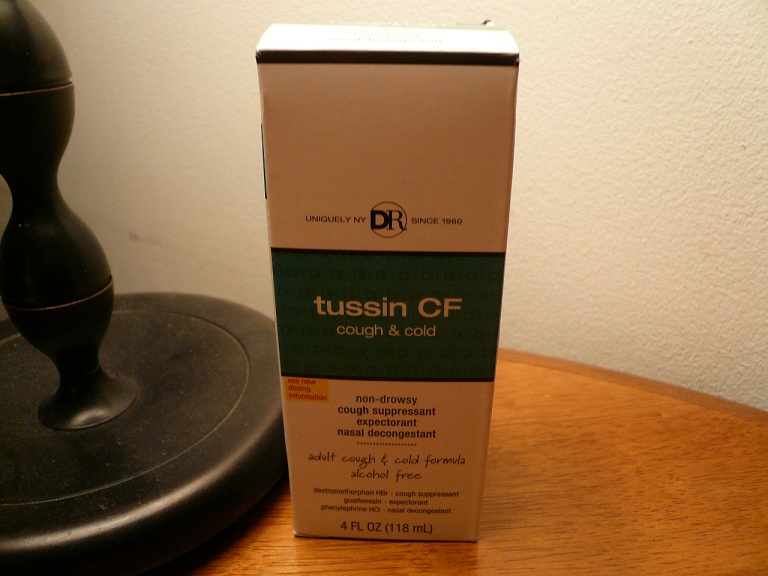 UNIQUELY NY DR SINCE 1960
tussin CF
cough & cold
see new
dosing
information
non-drowsy
cough suppressant
expectorant
nasal decongestant
adult cough & cold formula
alcohol free
dextromethorphan HBr - cough suppressant
guaifenesin - expectorant
phenylephrine HCl - nasal decongestant
4 FL OZ (118 mL)